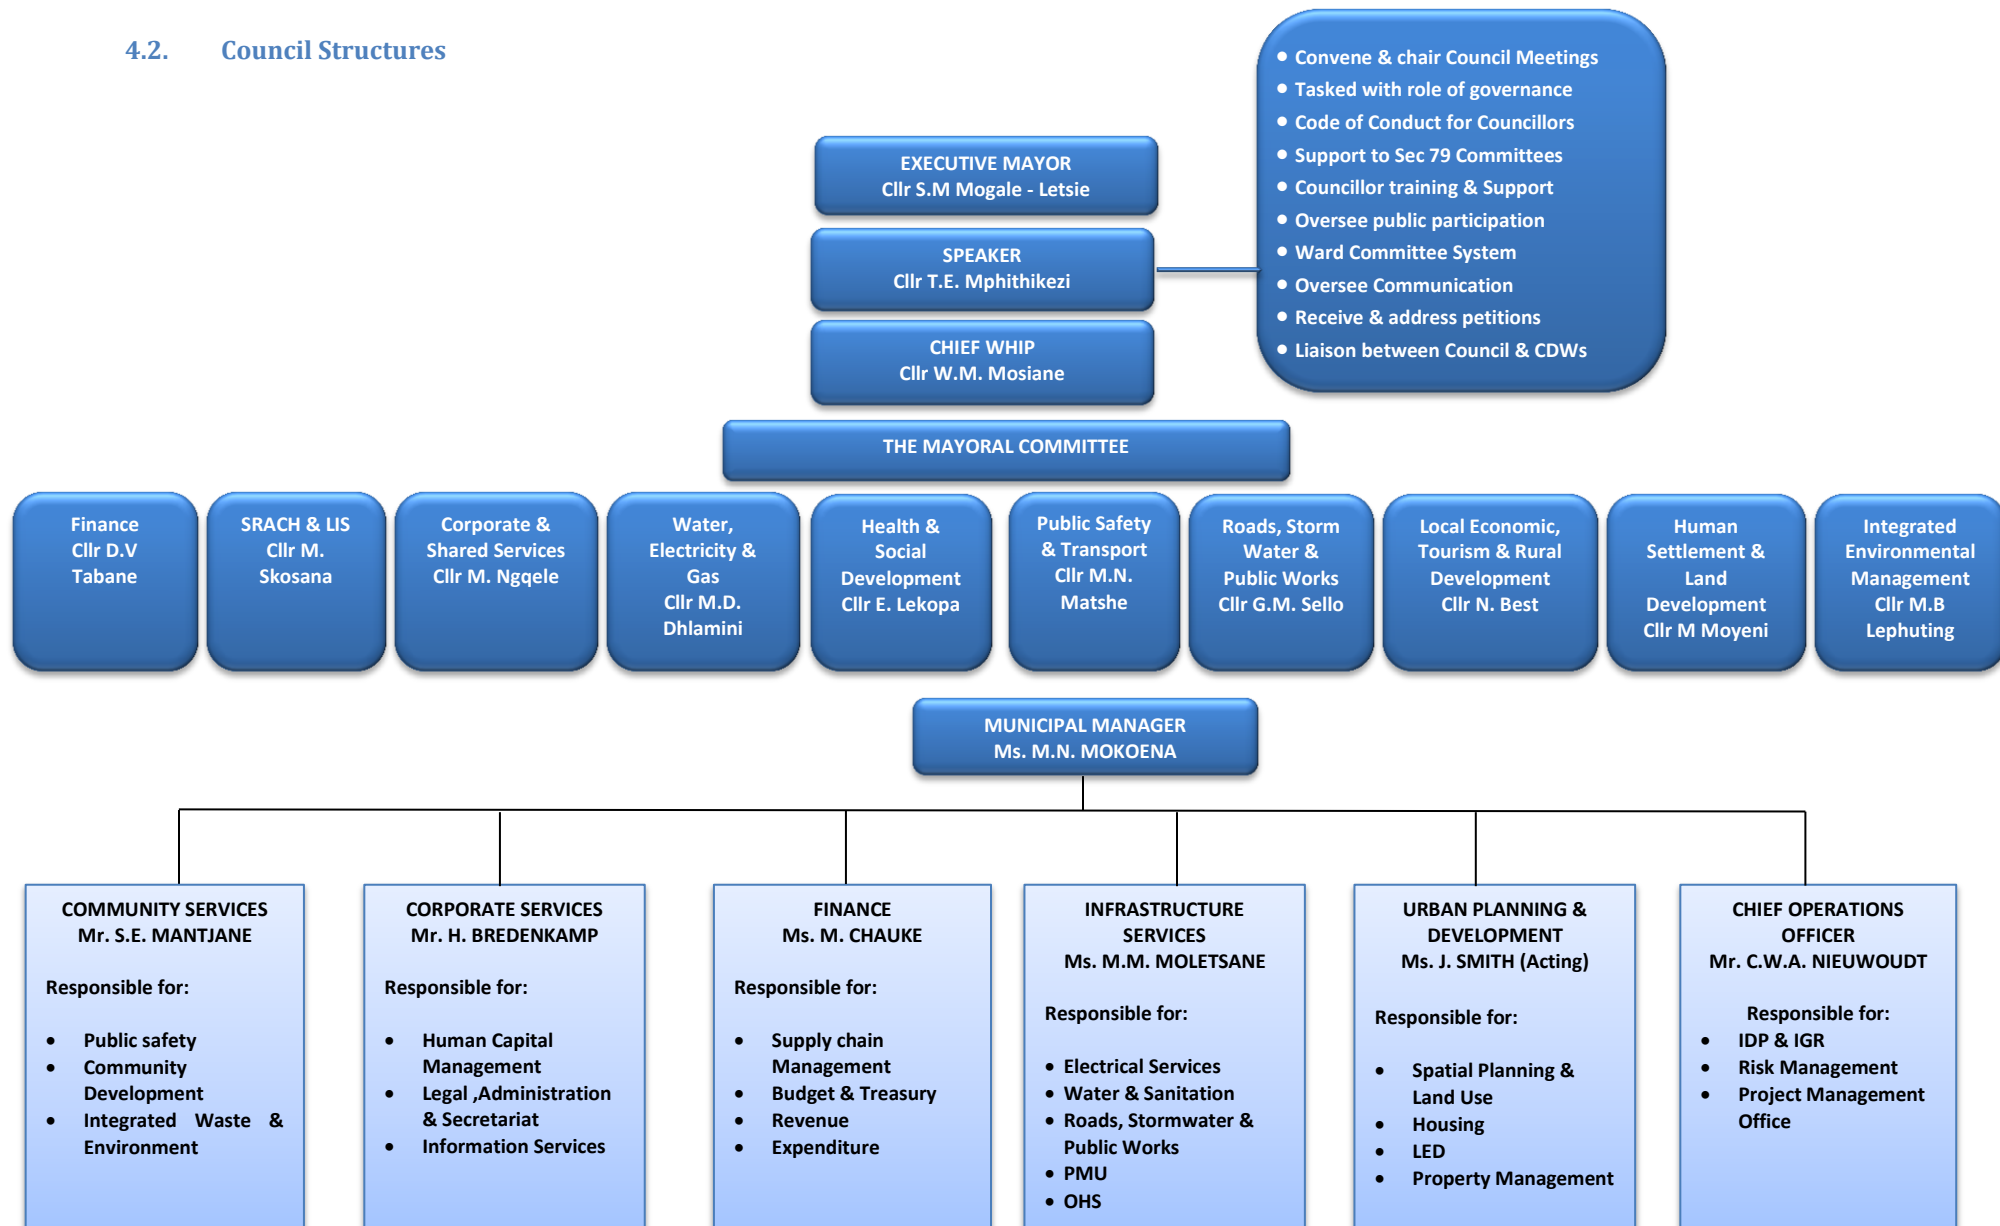 4.2. Council Structures
• Convene & chair Council Meetings
• Tasked with role of governance
• Code of Conduct for Councillors
• Support to Sec 79 Committees
• Councillor training & Support
• Oversee public participation
• Ward Committee System
• Oversee Communication
• Receive & address petitions
• Liaison between Council & CDWs
EXECUTIVE MAYOR
Cllr S.M Mogale - Letsie
SPEAKER
Cllr T.E. Mphithikezi
CHIEF WHIP
Cllr W.M. Mosiane
THE MAYORAL COMMITTEE
Finance
Cllr D.V
Tabane
SRACH & LIS
Cllr M.
Skosana
Corporate &
Shared Services
Cllr M. Ngqele
Water,
Electricity &
Gas
Cllr M.D.
Dhlamini
Health &
Social
Development
Cllr E. Lekopa
Public Safety
& Transport
Cllr M.N.
Matshe
Roads, Storm
Water &
Public Works
Cllr G.M. Sello
Local Economic,
Tourism & Rural
Development
Cllr N. Best
Human
Settlement &
Land
Development
Cllr M Moyeni
Integrated
Environmental
Management
Cllr M.B
Lephuting
MUNICIPAL MANAGER
Ms. M.N. MOKOENA
COMMUNITY SERVICES
Mr. S.E. MANTJANE
Responsible for:
• Public safety
• Community
Development
• Integrated Waste &
Environment
CORPORATE SERVICES
Mr. H. BREDENKAMP
Responsible for:
• Human Capital
Management
• Legal ,Administration
& Secretariat
• Information Services
FINANCE
Ms. M. CHAUKE
Responsible for:
• Supply chain
Management
• Budget & Treasury
• Revenue
• Expenditure
INFRASTRUCTURE
SERVICES
Ms. M.M. MOLETSANE
Responsible for:
• Electrical Services
• Water & Sanitation
• Roads, Stormwater &
Public Works
• PMU
• OHS
URBAN PLANNING &
DEVELOPMENT
Ms. J. SMITH (Acting)
Responsible for:
• Spatial Planning &
Land Use
• Housing
• LED
• Property Management
CHIEF OPERATIONS
OFFICER
Mr. C.W.A. NIEUWOUDT
Responsible for:
• IDP & IGR
• Risk Management
• Project Management
Office